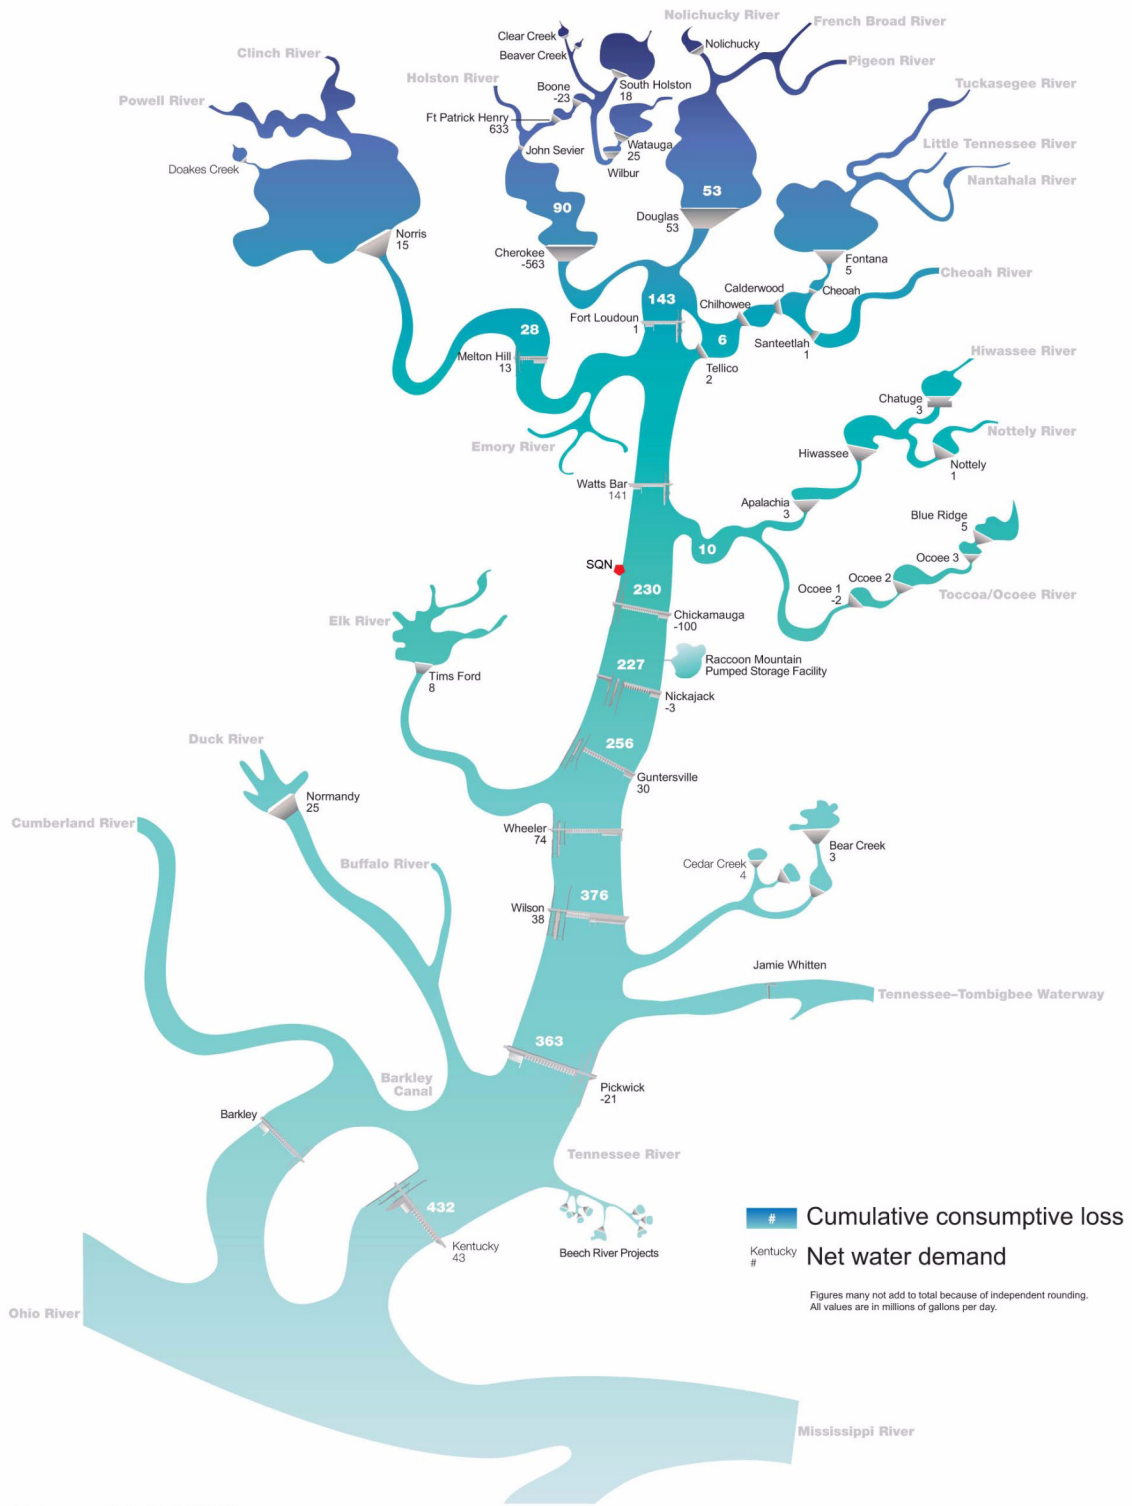 Nolichucky River
French Broad River
Clear Creek
Nolichucky
Clinch River
Beaver Creek
Pigeon River
Holston River
Tuckasegee River
Boone
-23
South Holston
18
Powell River
Ft Patrick Henry
633
Watauga
25
Little Tennessee River
John Sevier
Doakes Creek
Wilbur
Nantahala River
53
90
Douglas
53
Norris
15
Cherokee
-563
Fontana
5
Cheoah River
Calderwood
Cheoah
143
Chilhowee
Fort Loudoun
1
28
6
Santeetlah
1
Hiwassee River
Melton Hill
13
Tellico
2
Chatuge
3
Nottely River
Emory River
Hiwassee
Nottely
1
Watts Bar
141
Apalachia
3
Blue Ridge
5
10
Ocoee 3
SQN
Ocoee 2
230
Ocoee 1
-2
Toccoa/Ocoee River
Chickamauga
-100
Elk River
227
Raccoon Mountain
Pumped Storage Facility
Tims Ford
8
Nickajack
-3
Duck River
256
Guntersville
30
Normandy
25
Cumberland River
Wheeler
74
Bear Creek
3
Buffalo River
Cedar Creek
4
376
Wilson
38
Jamie Whitten
Tennessee–Tombigbee Waterway
363
Barkley
Canal
Pickwick
-21
Barkley
Tennessee River
432
Kentucky
43
Beech River Projects
# Cumulative consumptive loss
Kentucky
#
Net water demand
Figures many not add to total because of independent rounding.
All values are in millions of gallons per day.
Ohio River
Mississippi River